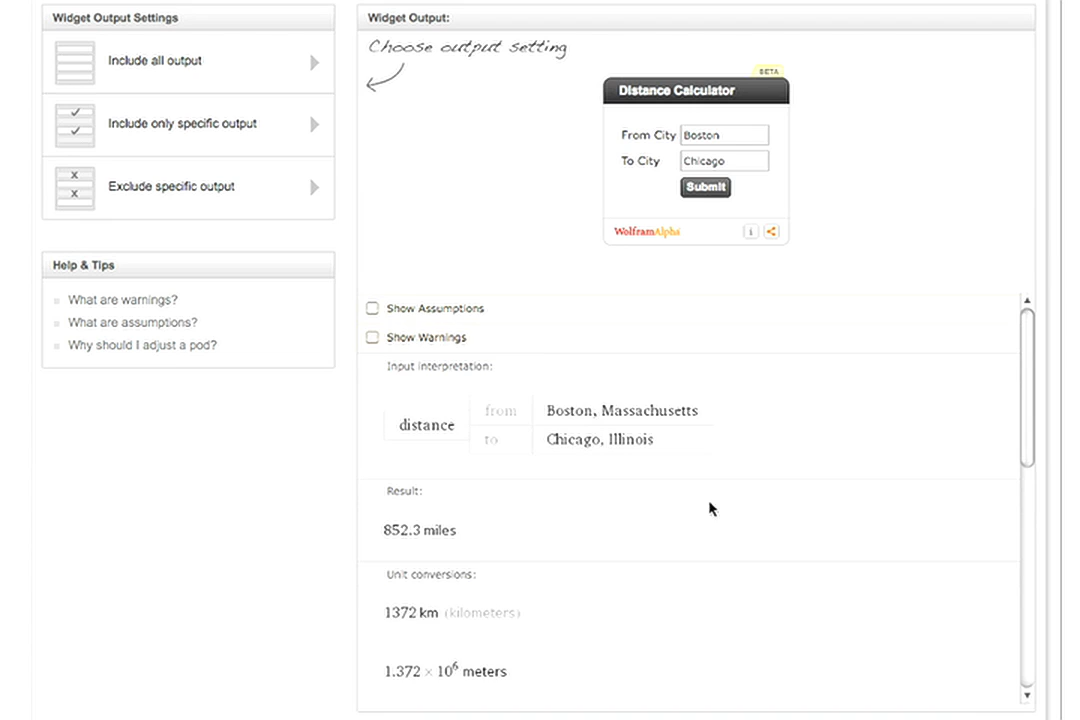 Widget Output Settings
Include all output
Include only specific output
Exclude specific output
Help & Tips
What are warnings?
What are assumptions?
Why should I adjust a pod?
Widget Output:
Choose output setting
BETA
Distance Calculator
From City Boston
To City Chicago
Submit
WolframAlpha i
Show Assumptions
Show Warnings
Input interpretation:
distance
from Boston, Massachusetts
to Chicago, Illinois
Result:
852.3 miles
Unit conversions:
1372 km (kilometers)
1.372 × 10⁶ meters